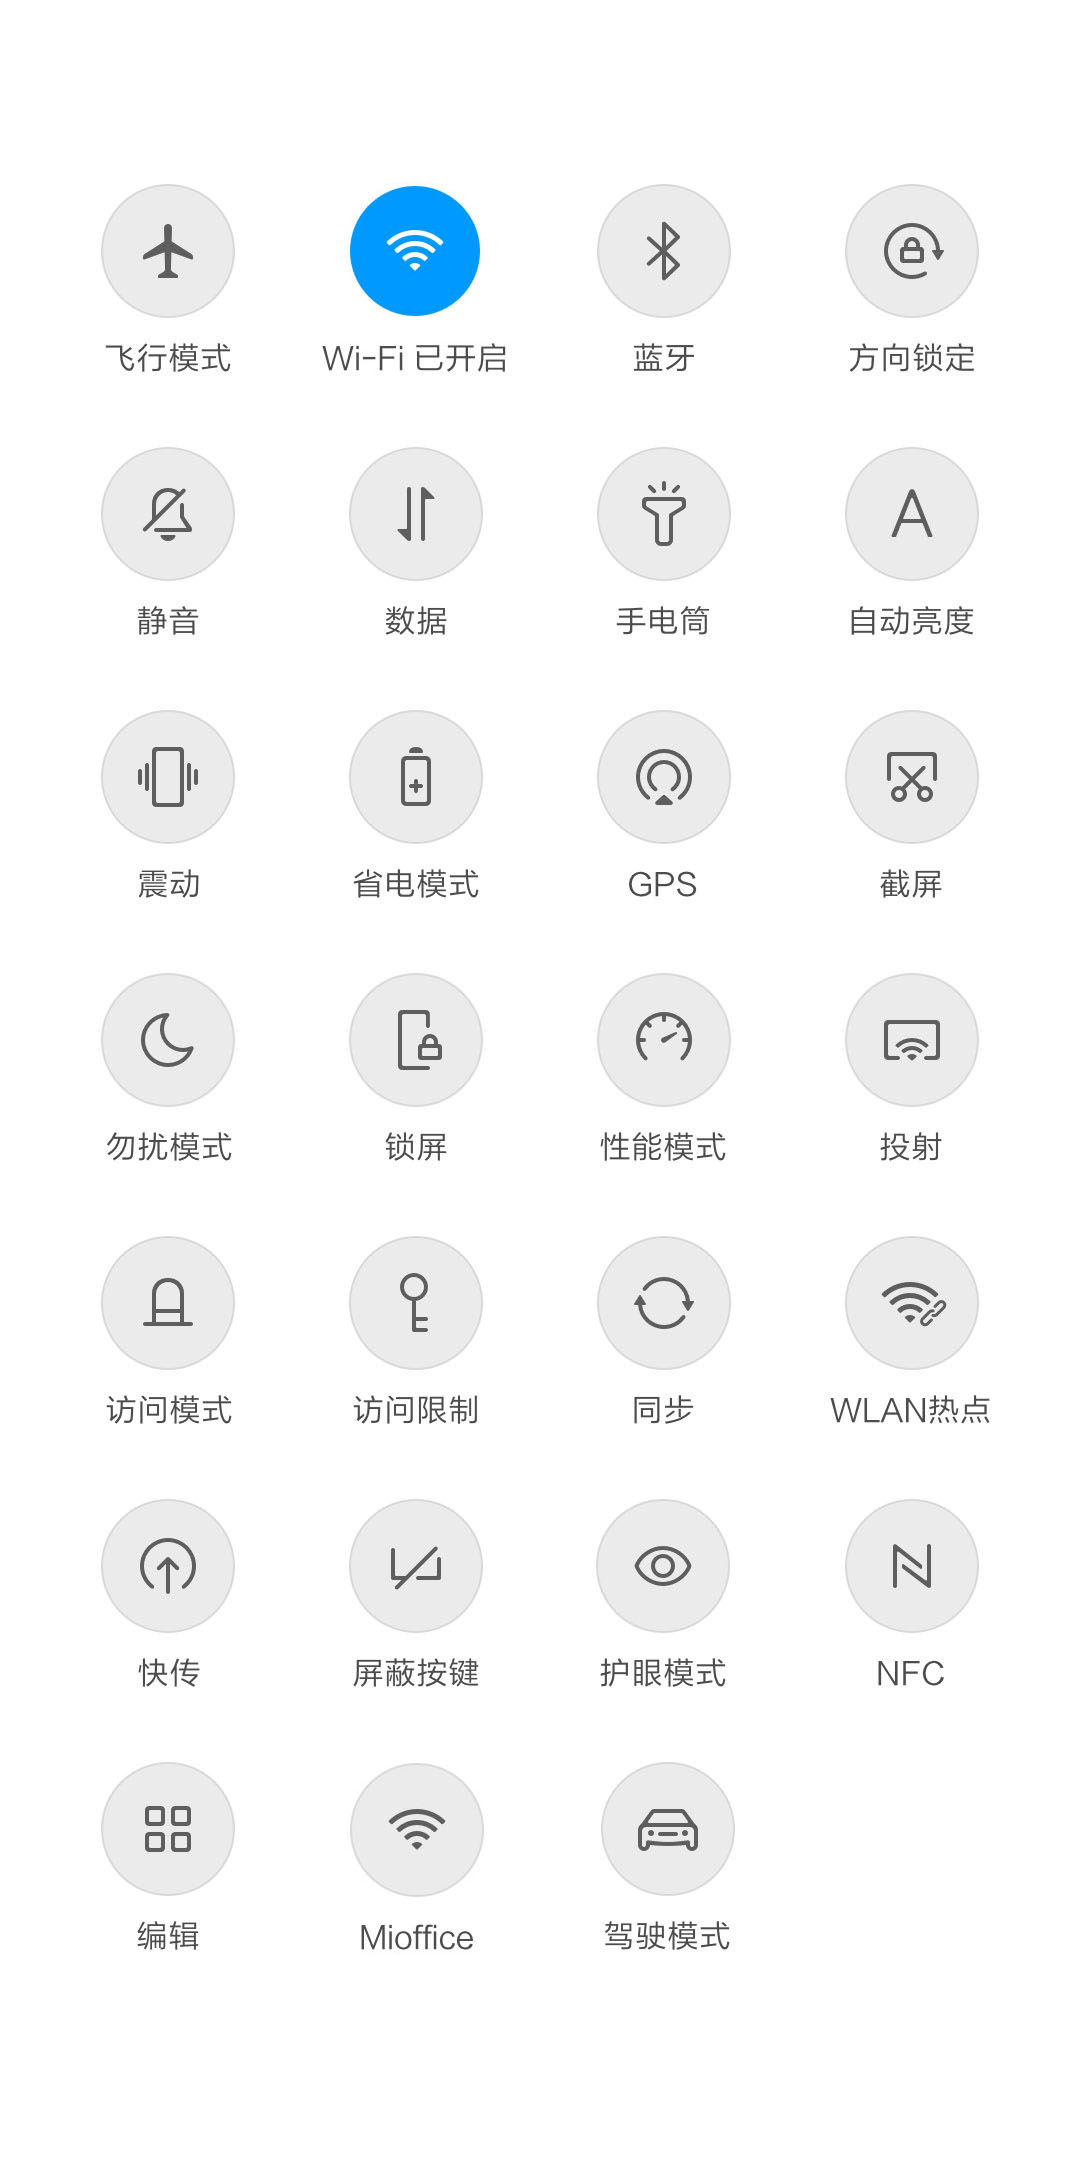 飞行模式
Wi-Fi 已开启
蓝牙
方向锁定
静音
数据
手电筒
自动亮度
震动
省电模式
GPS
截屏
勿扰模式
锁屏
性能模式
投射
访问模式
访问限制
同步
WLAN热点
快传
屏蔽按键
护眼模式
NFC
编辑
Mioffice
驾驶模式